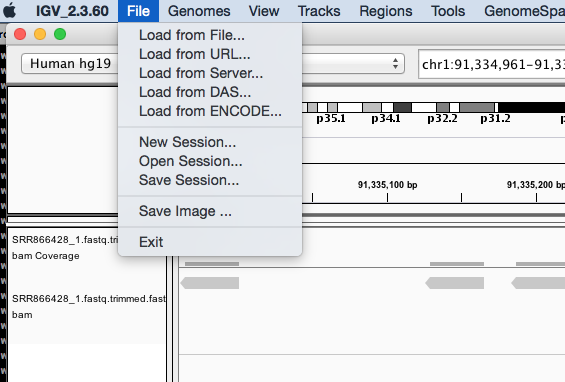 IGV_2.3.60 File Genomes View Tracks Regions Tools GenomeSpa
Human hg19
chr1:91,334,961-91,33
Load from File...
Load from URL...
Load from Server...
Load from DAS...
Load from ENCODE...
New Session...
Open Session...
Save Session...
Save Image ...
Exit
p35.1 p34.1 p32.2 p31.2
91,335,100 bp 91,335,200 bp
SRR866428_1.fastq.trim
bam Coverage
SRR866428_1.fastq.trimmed.fast
bam